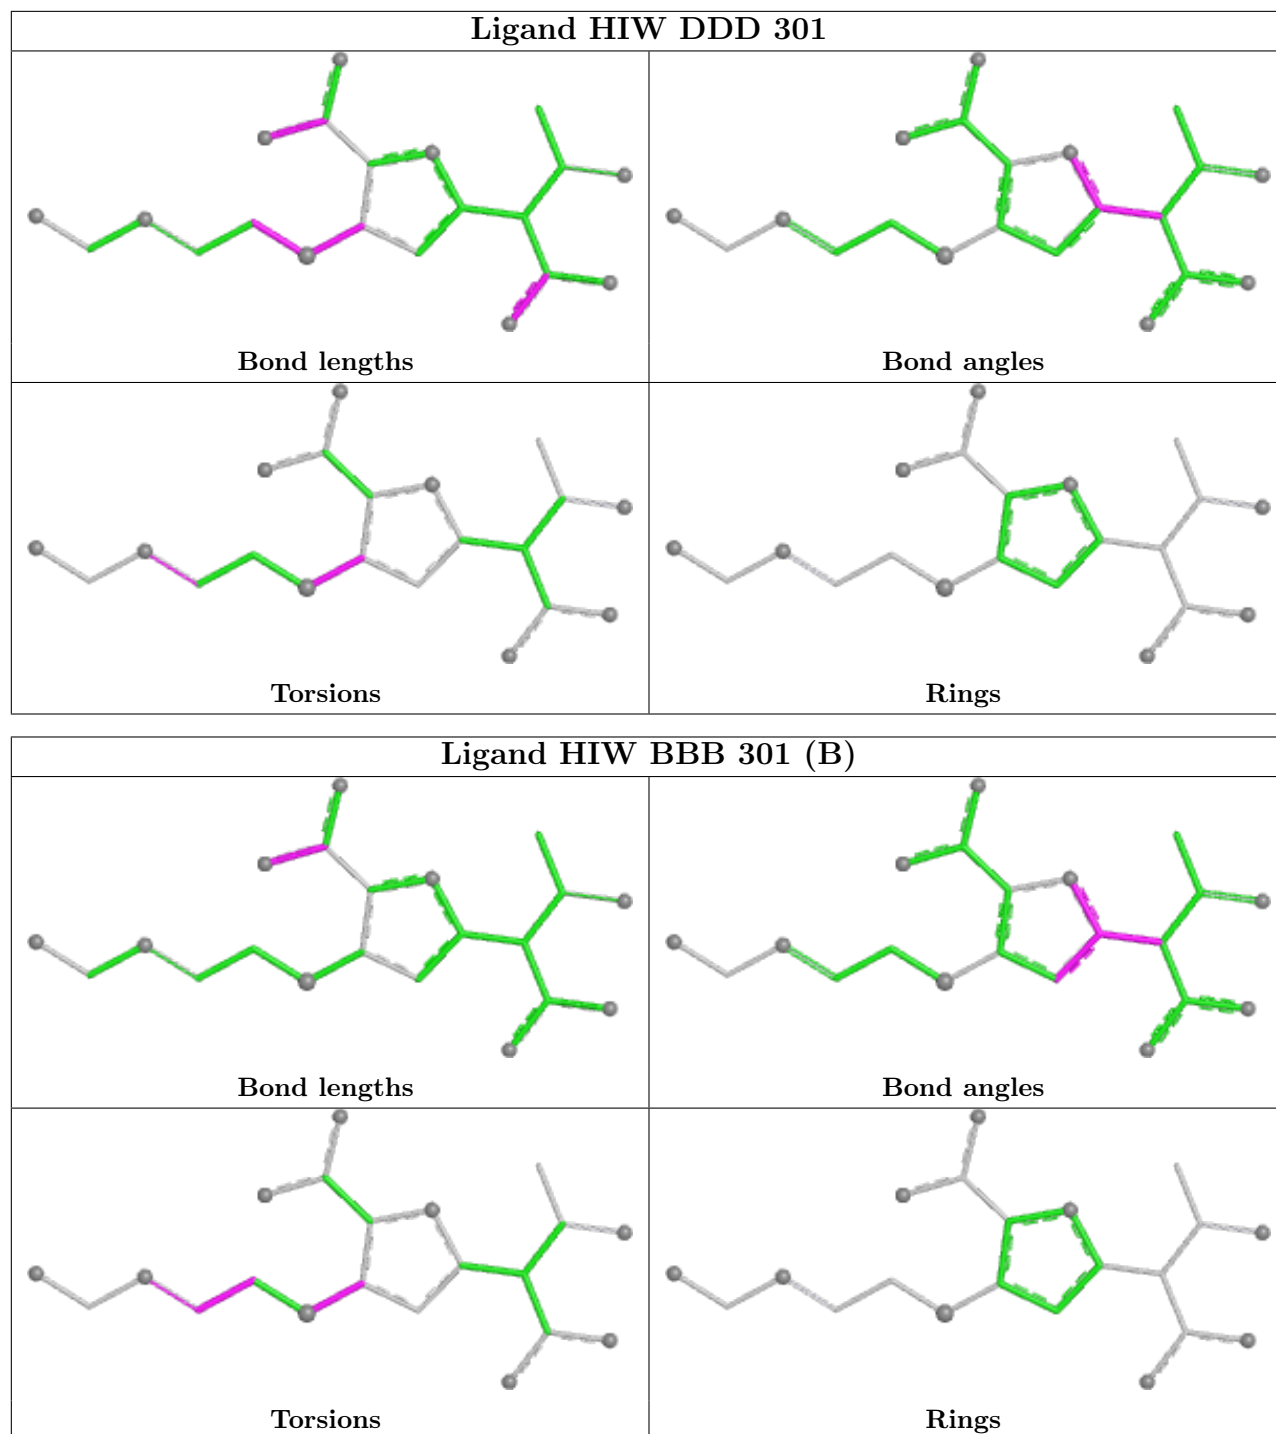 Ligand HIW DDD 301
Bond lengths
Bond angles
Torsions
Rings
Ligand HIW BBB 301 (B)
Bond lengths
Bond angles
Torsions
Rings